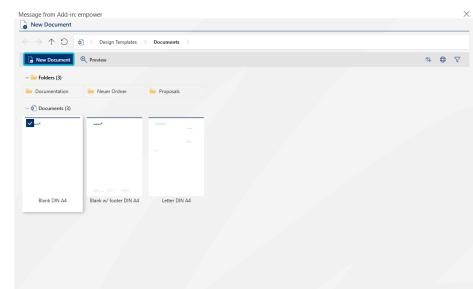 Message from Add-in: empower
New Document
Design Templates
Documents
New Document
Preview
Folders (3)
Documentation
Neuer Ordner
Proposals
Documents (3)
Blank DIN A4
Blank w/ footer DIN A4
Letter DIN A4